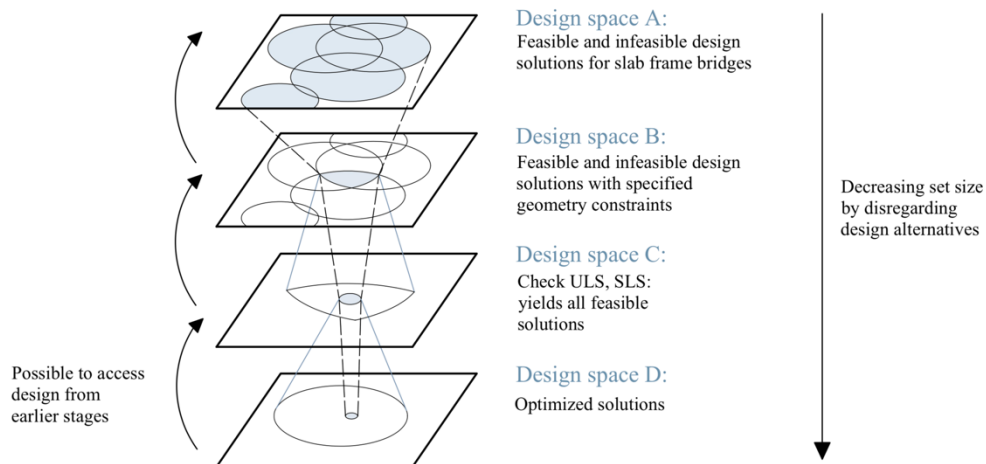 Design space A:
Feasible and infeasible design
solutions for slab frame bridges
Design space B:
Feasible and infeasible design
solutions with specified
geometry constraints
Decreasing set size
by disregarding
design alternatives
Design space C:
Check ULS, SLS:
yields all feasible
solutions
Possible to access
design from
earlier stages
Design space D:
Optimized solutions